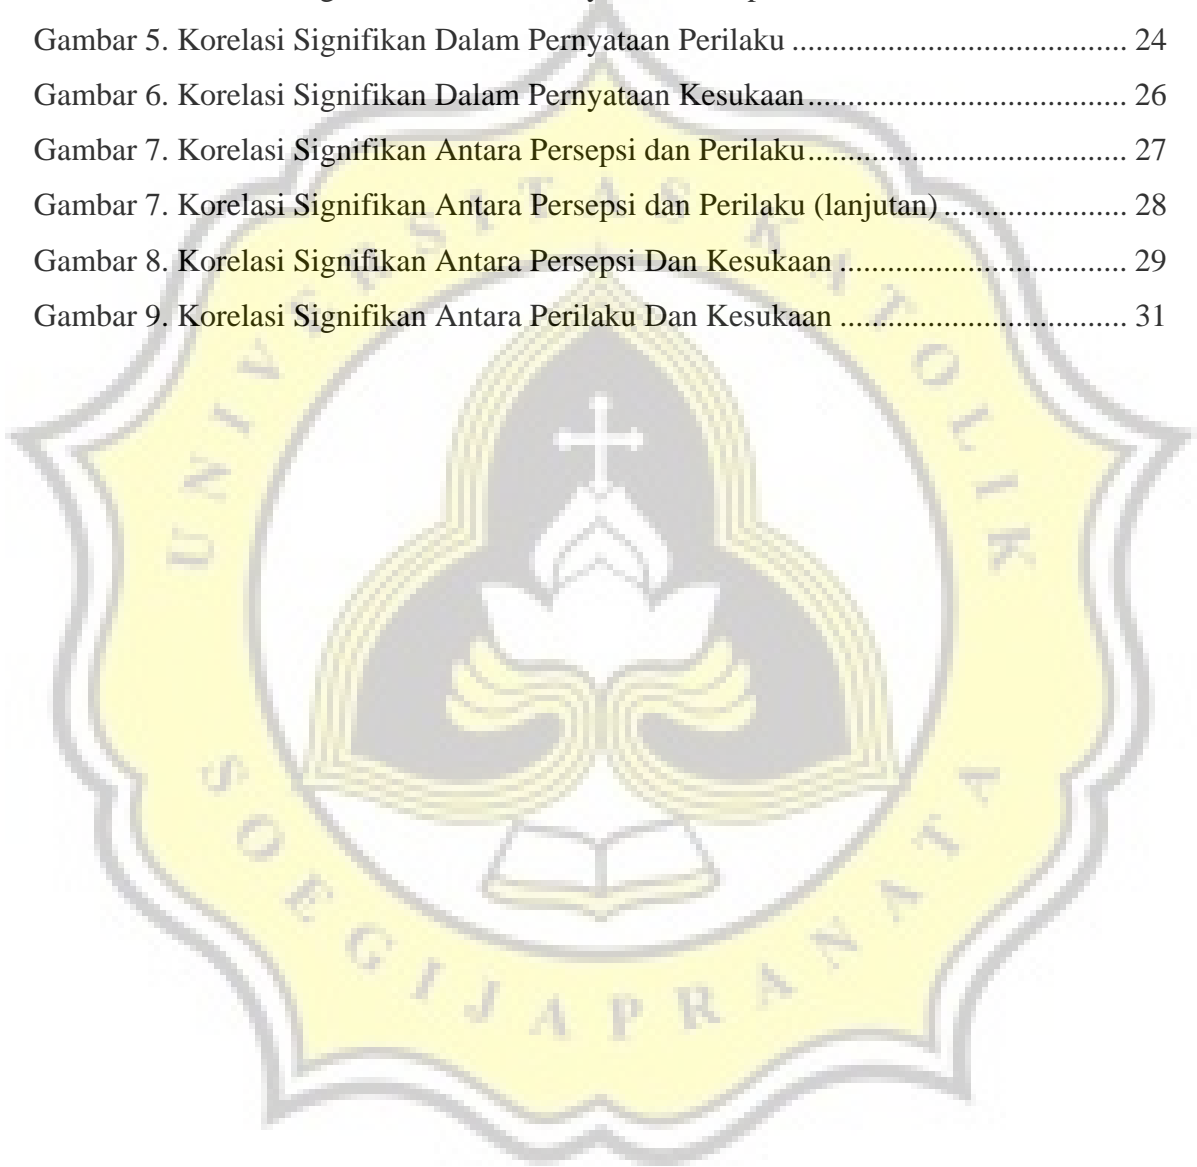 Gambar 5. Korelasi Signifikan Dalam Pernyataan Perilaku ........................................ 24
Gambar 6. Korelasi Signifikan Dalam Pernyataan Kesukaan ...................................... 26
Gambar 7. Korelasi Signifikan Antara Persepsi dan Perilaku ...................................... 27
Gambar 7. Korelasi Signifikan Antara Persepsi dan Perilaku (lanjutan) ...................... 28
Gambar 8. Korelasi Signifikan Antara Persepsi Dan Kesukaan .................................. 29
Gambar 9. Korelasi Signifikan Antara Perilaku Dan Kesukaan .................................. 31
UNIVERSITAS KATOLIK
SOEGIJAPRANATA